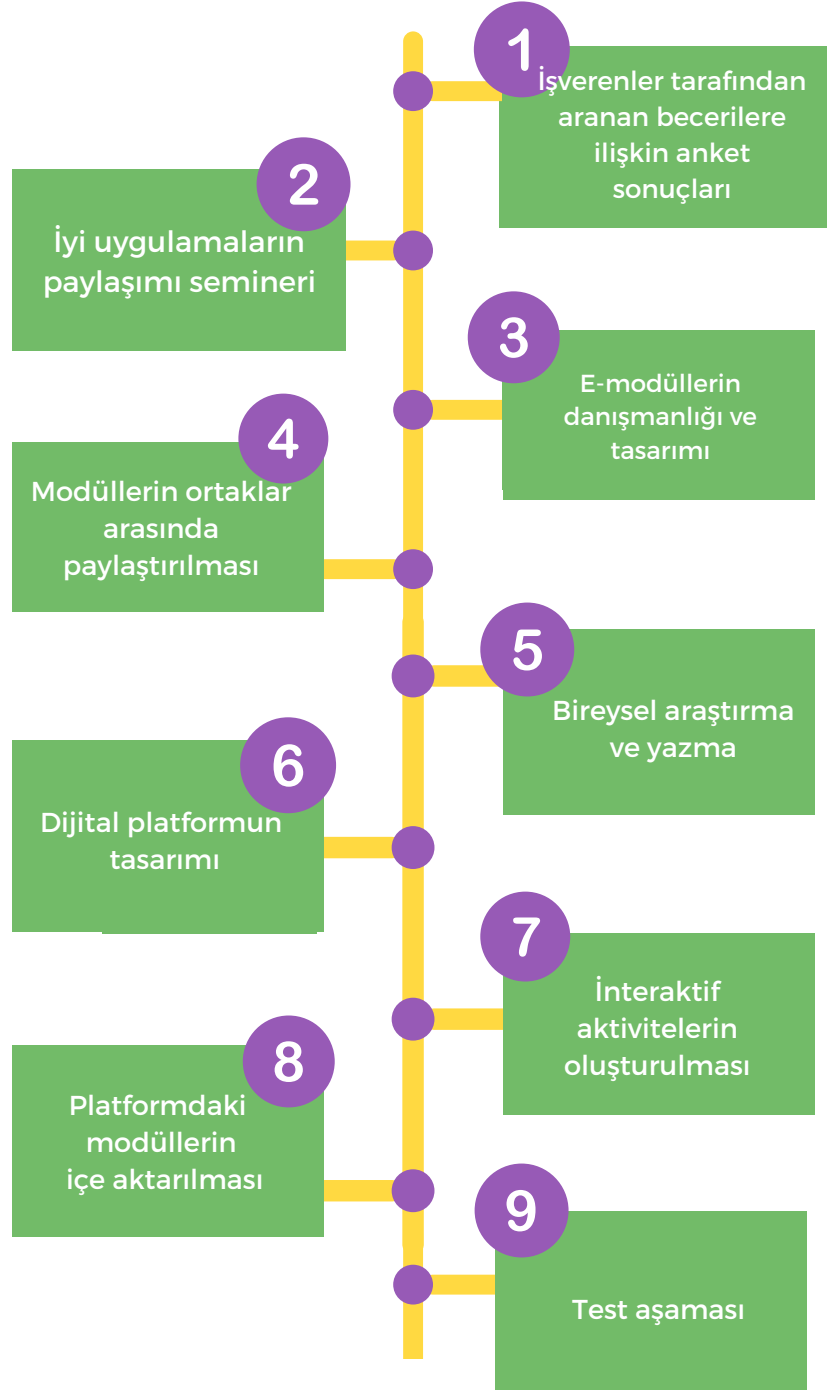 1
İşverenler tarafından
aranan becerilere
ilişkin anket
sonuçları
2
İyi uygulamaların
paylaşımı semineri
3
E-modüllerin
danışmanlığı ve
tasarımı
4
Modüllerin ortaklar
arasında
paylaştırılması
5
Bireysel araştırma
ve yazma
6
Dijital platformun
tasarımı
7
İnteraktif
aktivitelerin
oluşturulması
8
Platformdaki
modüllerin
içe aktarılması
9
Test aşaması